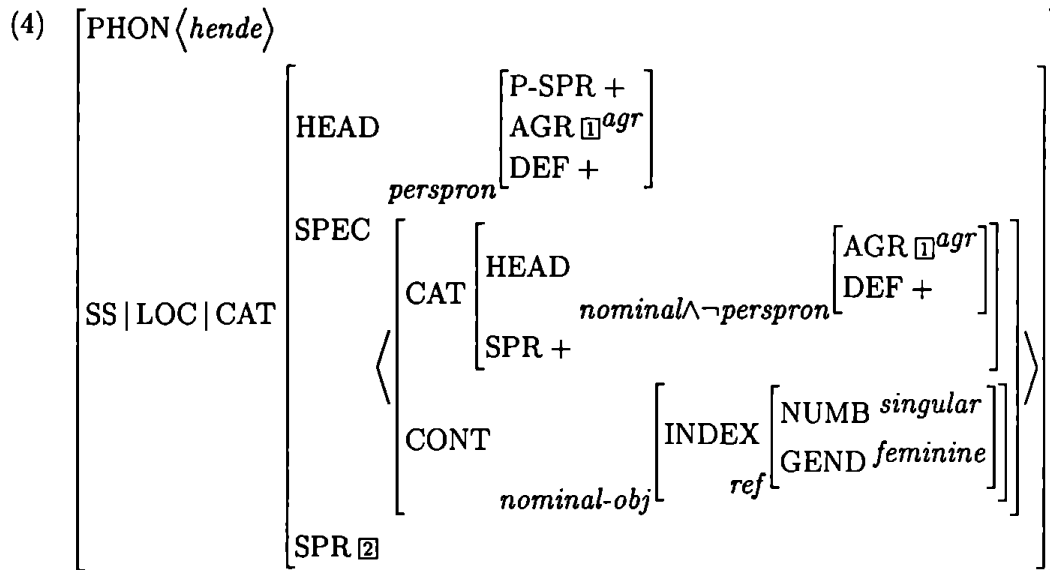 (4)
PHON ⟨hende⟩
P-SPR +
HEAD AGR 1 agr
DEF +
perspron
SPEC AGR 1 agr
HEAD DEF +
CAT nominal∧¬perspron
SS | LOC | CAT SPR +
NUMB singular
CONT INDEX GEND feminine
ref
nominal-obj
SPR 2